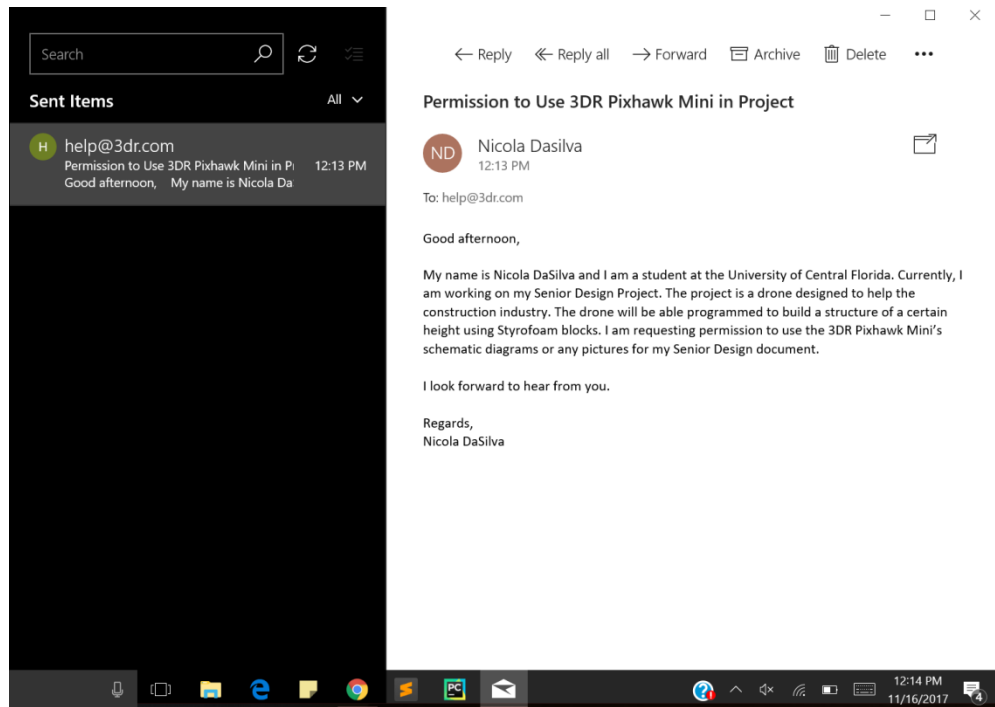 Search
Sent Items
All
H
help@3dr.com
Permission to Use 3DR Pixhawk Mini in
12:13 PM
Good afternoon, My name is Nicola Da
Reply
Reply all
Forward
Archive
Delete
Permission to Use 3DR Pixhawk Mini in Project
ND
Nicola Dasilva
12:13 PM
To: help@3dr.com
Good afternoon,
My name is Nicola DaSilva and I am a student at the University of Central Florida. Currently, I
am working on my Senior Design Project. The project is a drone designed to help the
construction industry. The drone will be able programmed to build a structure of a certain
height using Styrofoam blocks. I am requesting permission to use the 3DR Pixhawk Mini's
schematic diagrams or any pictures for my Senior Design document.
I look forward to hear from you.
Regards,
Nicola DaSilva
PC
12:14 PM
11/16/2017
4